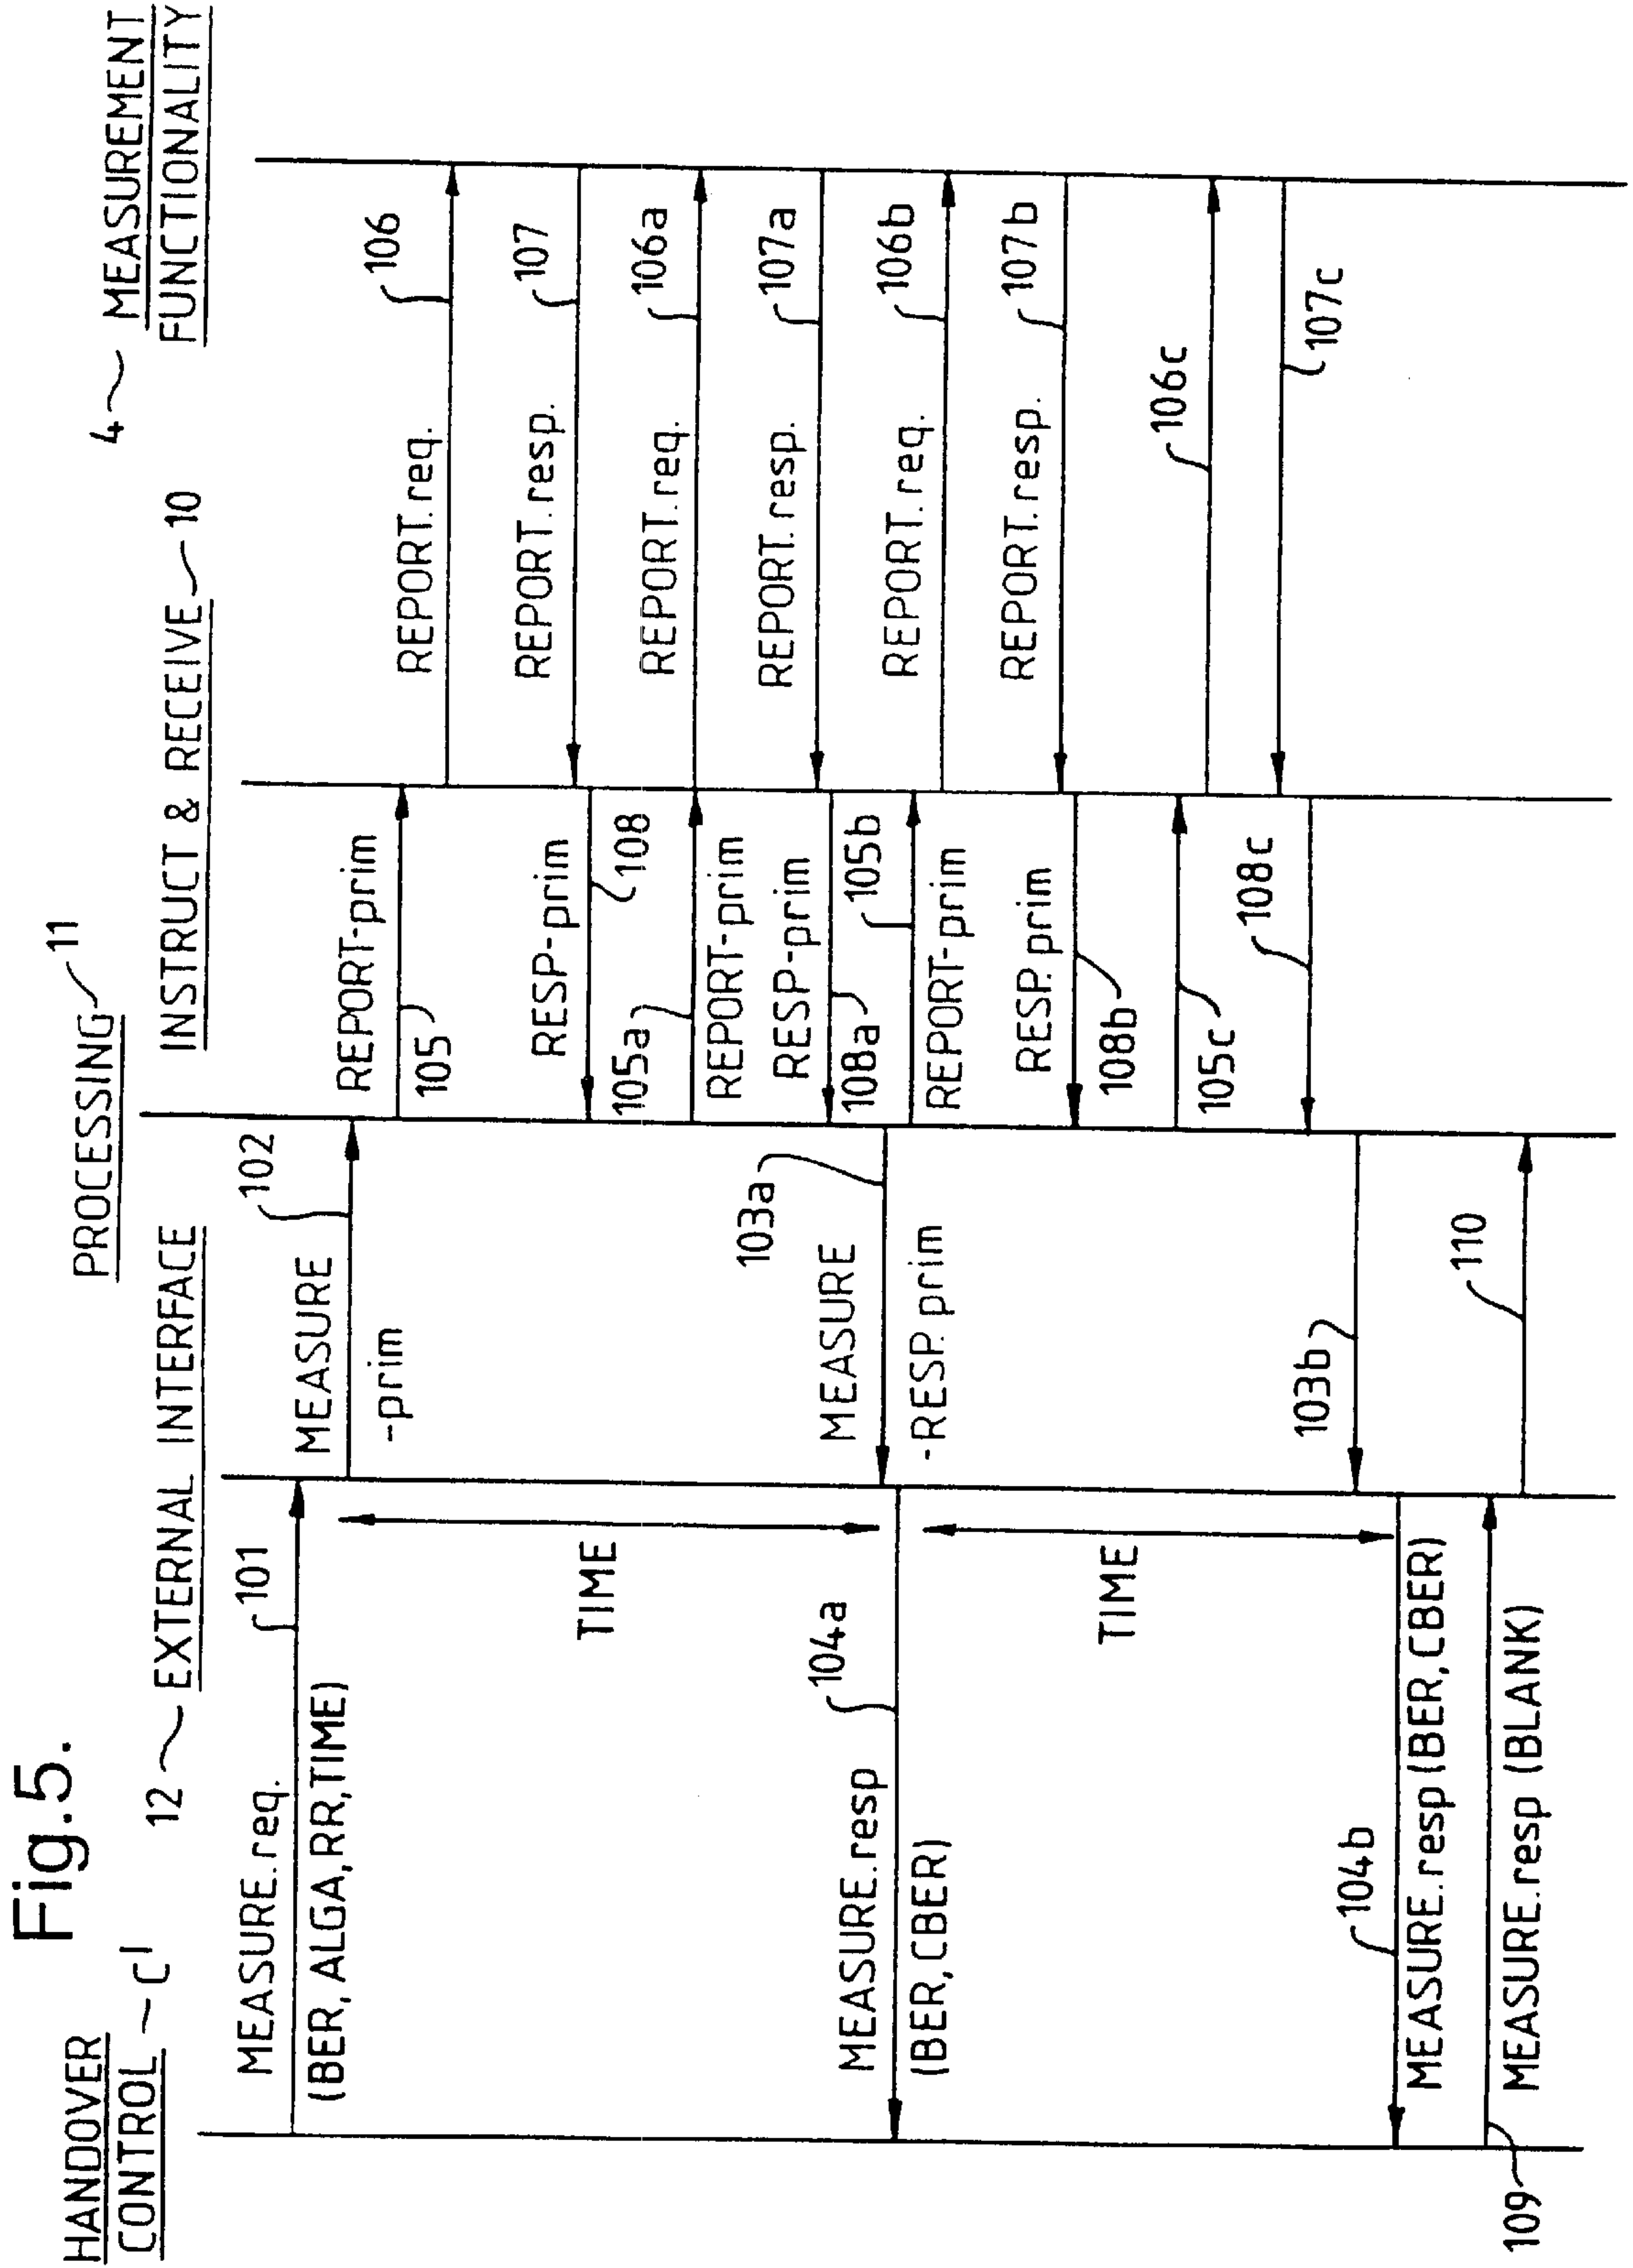 Fig.5.
HANDOVER
CONTROL ~ C'
12 ~ EXTERNAL INTERFACE
PROCESSING ~ 11
INSTRUCT & RECEIVE ~ 10
4 ~ MEASUREMENT
FUNCTIONALITY
MEASURE.req.
101
(BER, ALGA,RR,TIME)
MEASURE
102
-prim
REPORT-prim
105
REPORT.req.
106
REPORT.resp.
107
RESP-prim
108
TIME
105a
REPORT-prim
REPORT.req.
106a
REPORT.resp.
107a
RESP-prim
108a
MEASURE
103a
-RESP.prim
MEASURE.resp
104a
(BER,CBER)
105b
REPORT-prim
REPORT.req.
106b
REPORT.resp.
107b
RESP.prim
108b
TIME
105c
106c
107c
108c
103b
104b
MEASURE.resp (BER,CBER)
109
MEASURE.resp (BLANK)
110